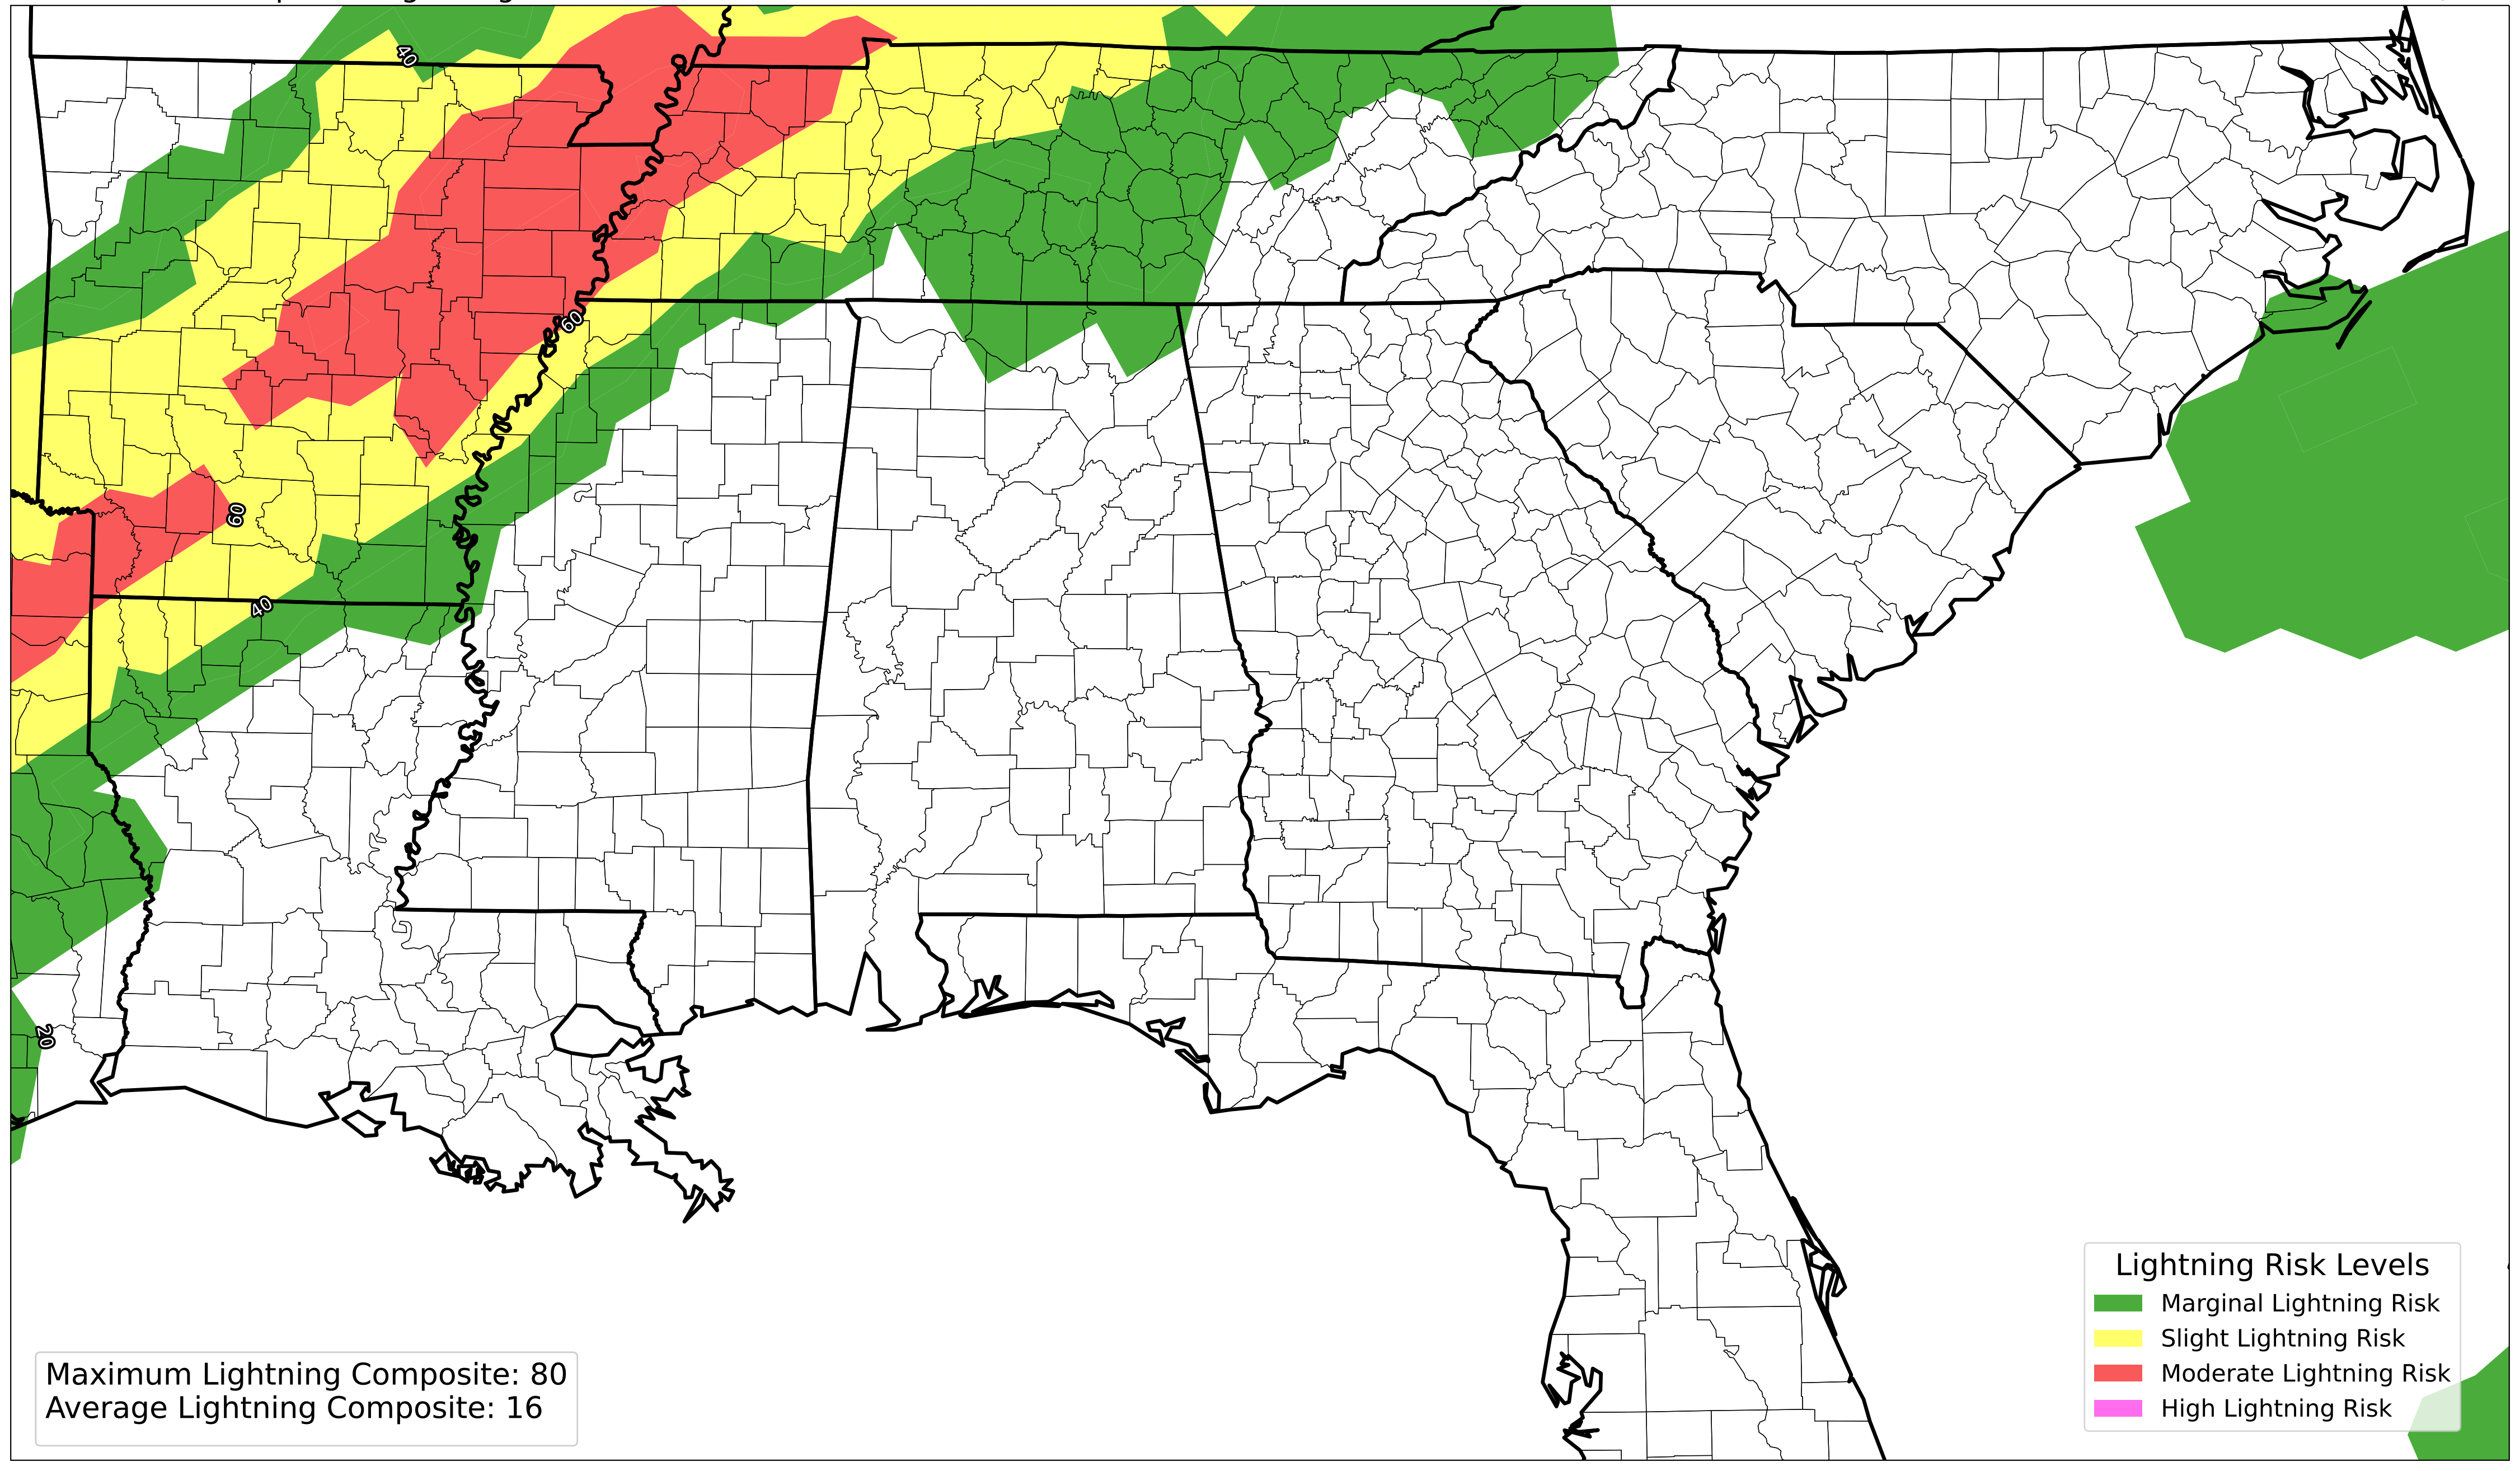 40
60
60
40
20
Lightning Risk Levels
Marginal Lightning Risk
Slight Lightning Risk
Moderate Lightning Risk
High Lightning Risk
Maximum Lightning Composite: 80
Average Lightning Composite: 16